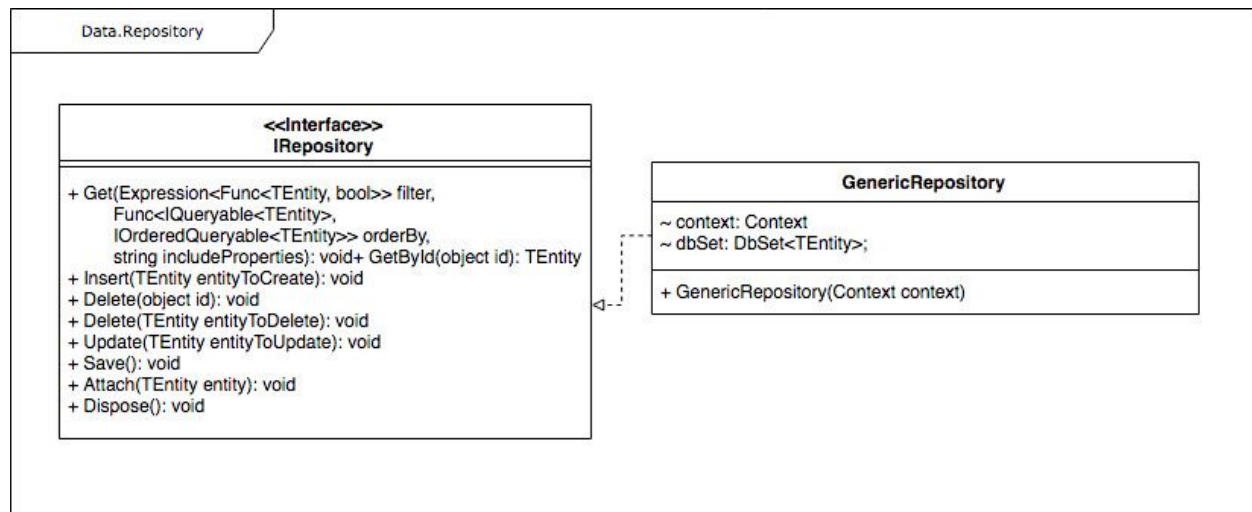 Data.Repository
<<Interface>>
IRepository
+ Get(Expression<Func<TEntity, bool>> filter,
Func<IQueryable<TEntity>,
IOrderedQueryable<TEntity>> orderBy,
string includeProperties): void+ GetById(object id): TEntity
+ Insert(TEntity entityToCreate): void
+ Delete(object id): void
+ Delete(TEntity entityToDelete): void
+ Update(TEntity entityToUpdate): void
+ Save(): void
+ Attach(TEntity entity): void
+ Dispose(): void
GenericRepository
~ context: Context
~ dbSet: DbSet<TEntity>;
+ GenericRepository(Context context)